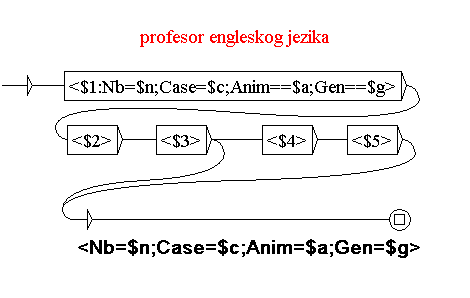 profesor engleskog jezika
<$1:Nb=$n;Case=$c;Anim==$a;Gen==$g>
<$2> <$3> <$4> <$5>
<Nb=$n;Case=$c;Anim=$a;Gen=$g>